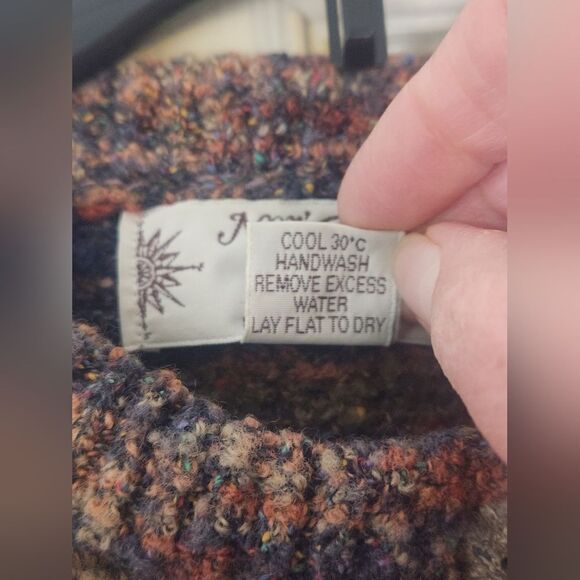 COOL 30°C
HANDWASH
REMOVE EXCESS
WATER
LAY FLAT TO DRY